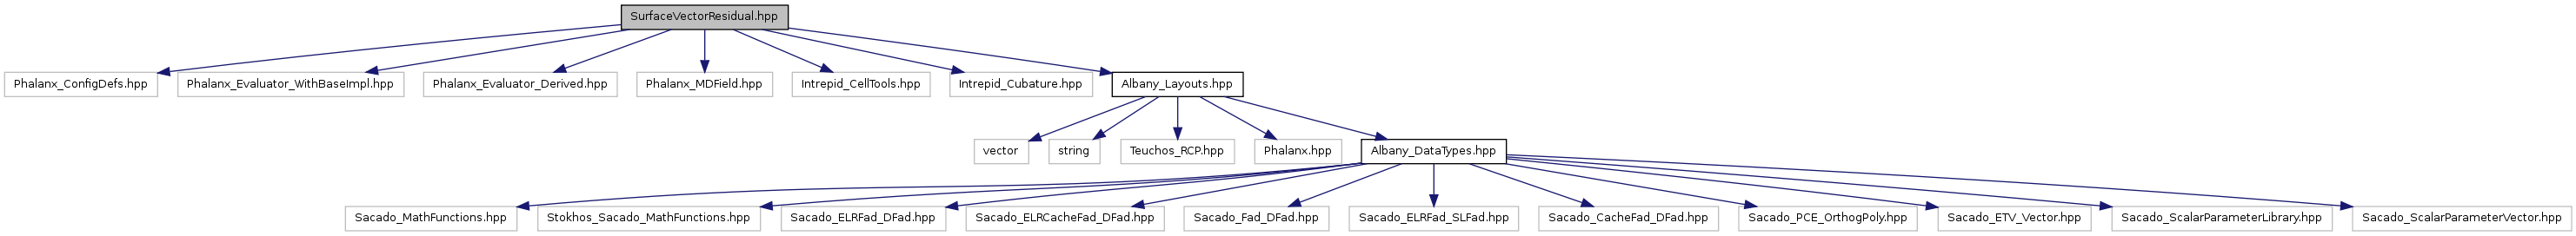 SurfaceVectorResidual.hpp
Phalanx_ConfigDefs.hpp
Phalanx_Evaluator_WithBaseImpl.hpp
Phalanx_Evaluator_Derived.hpp
Phalanx_MDField.hpp
Intrepid_CellTools.hpp
Intrepid_Cubature.hpp
Albany_Layouts.hpp
vector
string
Teuchos_RCP.hpp
Phalanx.hpp
Albany_DataTypes.hpp
Sacado_MathFunctions.hpp
Stokhos_Sacado_MathFunctions.hpp
Sacado_ELRFad_DFad.hpp
Sacado_ELRCacheFad_DFad.hpp
Sacado_Fad_DFad.hpp
Sacado_ELRFad_SLFad.hpp
Sacado_CacheFad_DFad.hpp
Sacado_PCE_OrthogPoly.hpp
Sacado_ETV_Vector.hpp
Sacado_ScalarParameterLibrary.hpp
Sacado_ScalarParameterVector.hpp